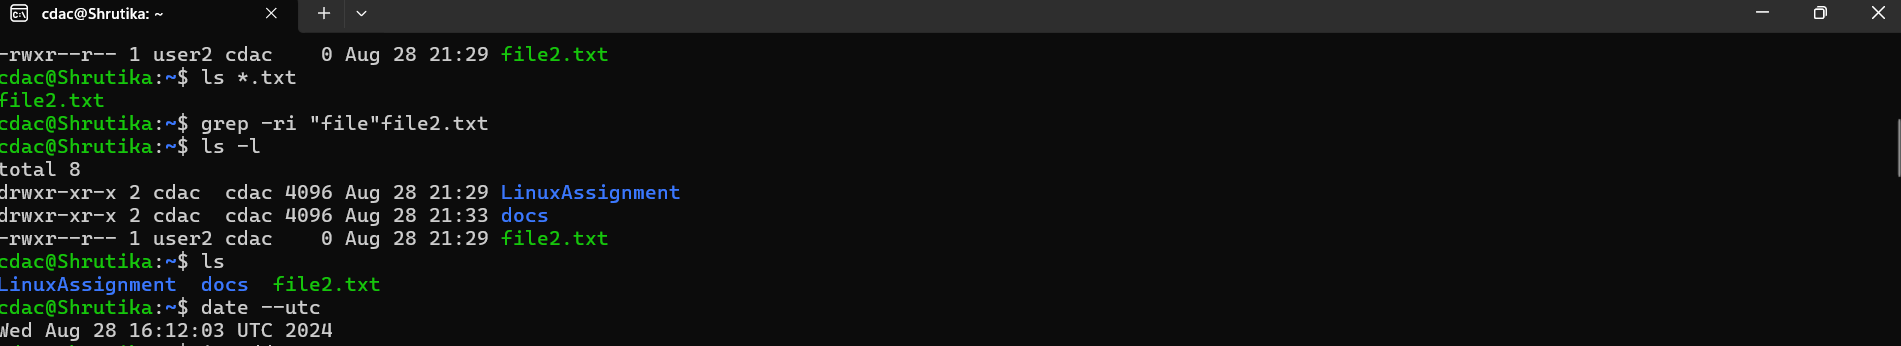 cdac@Shrutika: ~
-rwxr--r-- 1 user2 cdac    0 Aug 28 21:29 file2.txt
cdac@Shrutika:~$ ls *.txt
file2.txt
cdac@Shrutika:~$ grep -ri "file"file2.txt
cdac@Shrutika:~$ ls -l
total 8
drwxr-xr-x 2 cdac  cdac 4096 Aug 28 21:29 LinuxAssignment
drwxr-xr-x 2 cdac  cdac 4096 Aug 28 21:33 docs
-rwxr--r-- 1 user2 cdac    0 Aug 28 21:29 file2.txt
cdac@Shrutika:~$ ls
LinuxAssignment  docs  file2.txt
cdac@Shrutika:~$ date --utc
Wed Aug 28 16:12:03 UTC 2024